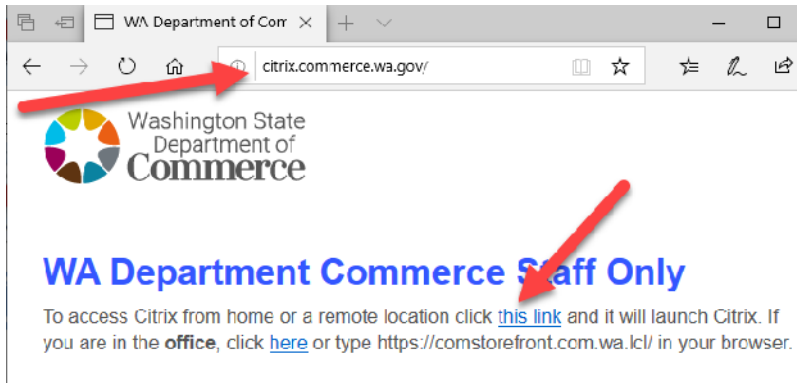 WA Department of Com
citrix.commerce.wa.gov/
Washington State
Department of
Commerce
WA Department Commerce Staff Only
To access Citrix from home or a remote location click this link and it will launch Citrix. If
you are in the office, click here or type https://comstorefront.com.wa.lcl/ in your browser.